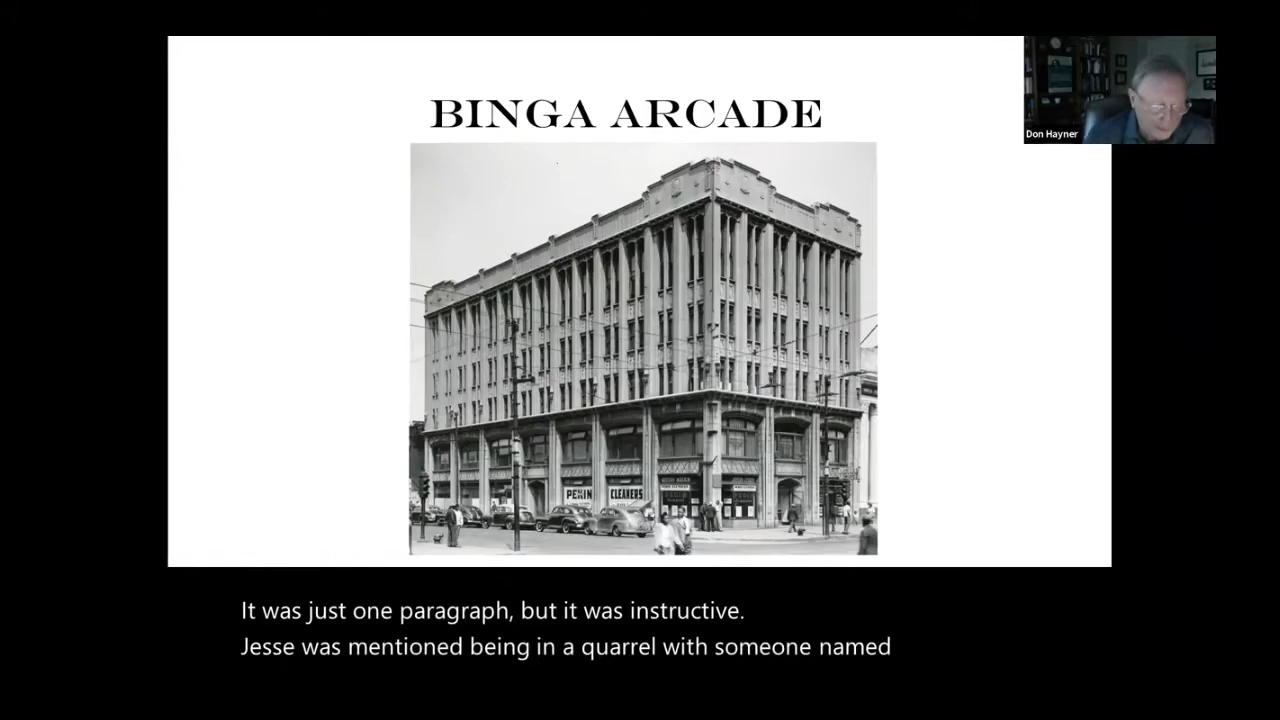 BINGA ARCADE
Don Hayner
PEKIN CLEANERS
It was just one paragraph, but it was instructive.
Jesse was mentioned being in a quarrel with someone named